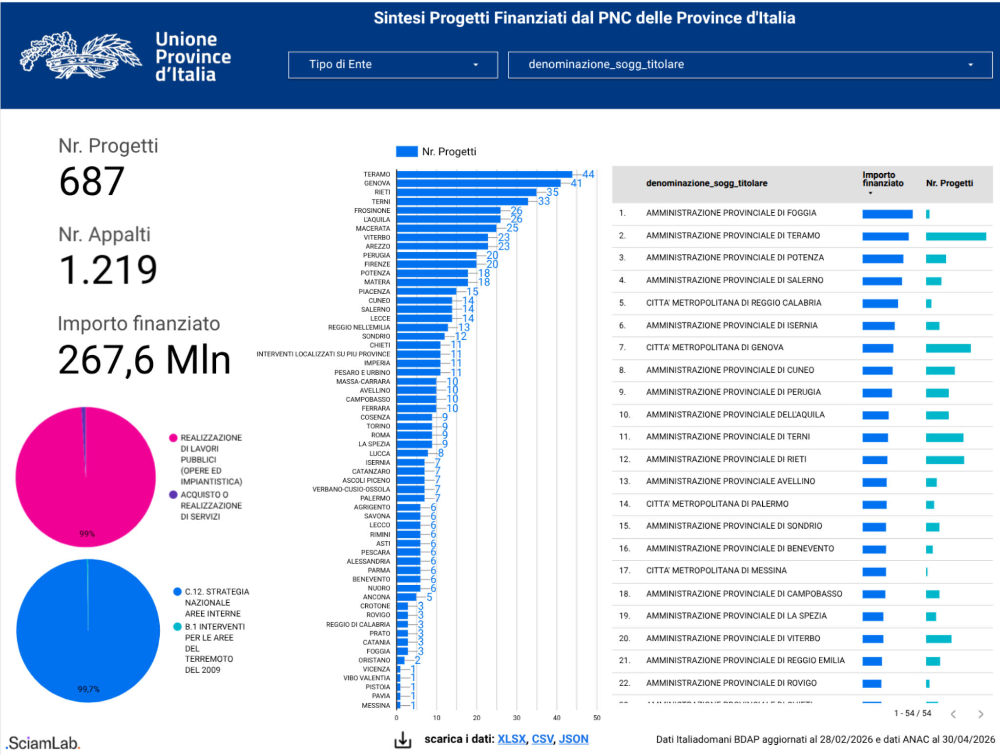 Sintesi Progetti Finanziati dal PNC delle Province d'Italia
Unione
Province
d'Italia
Tipo di Ente
denominazione_sogg_titolare
Nr. Progetti
687
Nr. Appalti
1.219
Importo finanziato
267,6 Mln
99%
REALIZZAZIONE
DI LAVORI
PUBBLICI
(OPERE ED
IMPIANTISTICA)
ACQUISTO O
REALIZZAZIONE
DI SERVIZI
99,7%
C.12. STRATEGIA
NAZIONALE
AREE INTERNE
B.1 INTERVENTI
PER LE AREE
DEL
TERREMOTO
DEL 2009
Nr. Progetti
TERAMO 44
GENOVA 41
RIETI 35
TERNI 33
FROSINONE 26
L'AQUILA 26
MACERATA 25
VITERBO 23
AREZZO 23
PERUGIA 20
FIRENZE 20
POTENZA 18
MATERA 18
PIACENZA 15
CUNEO 14
SALERNO 14
LECCE 14
REGGIO NELL'EMILIA 13
SONDRIO 12
CHIETI 11
INTERVENTI LOCALIZZATI SU PIU PROVINCE 11
IMPERIA 11
PESARO E URBINO 11
MASSA-CARRARA 10
AVELLINO 10
CAMPOBASSO 10
FERRARA 10
COSENZA 9
TORINO 9
ROMA 9
LA SPEZIA 9
LUCCA 8
ISERNIA 7
CATANZARO 7
ASCOLI PICENO 7
VERBANO-CUSIO-OSSOLA 7
PALERMO 7
AGRIGENTO 6
SAVONA 6
LECCO 6
RIMINI 6
ASTI 6
PESCARA 6
ALESSANDRIA 6
PARMA 6
BENEVENTO 6
NUORO 6
ANCONA 5
CROTONE 3
ROVIGO 3
REGGIO DI CALABRIA 3
PRATO 3
CATANIA 3
FOGGIA 3
ORISTANO 2
VICENZA 1
VIBO VALENTIA 1
PISTOIA 1
PAVIA 1
MESSINA 1
0 10 20 30 40 50
denominazione_sogg_titolare Importo finanziato Nr. Progetti
1. AMMINISTRAZIONE PROVINCIALE DI FOGGIA
2. AMMINISTRAZIONE PROVINCIALE DI TERAMO
3. AMMINISTRAZIONE PROVINCIALE DI POTENZA
4. AMMINISTRAZIONE PROVINCIALE DI SALERNO
5. CITTA' METROPOLITANA DI REGGIO CALABRIA
6. AMMINISTRAZIONE PROVINCIALE DI ISERNIA
7. CITTA' METROPOLITANA DI GENOVA
8. AMMINISTRAZIONE PROVINCIALE DI CUNEO
9. AMMINISTRAZIONE PROVINCIALE DI PERUGIA
10. AMMINISTRAZIONE PROVINCIALE DELL'AQUILA
11. AMMINISTRAZIONE PROVINCIALE DI TERNI
12. AMMINISTRAZIONE PROVINCIALE DI RIETI
13. AMMINISTRAZIONE PROVINCIALE AVELLINO
14. CITTA' METROPOLITANA DI PALERMO
15. AMMINISTRAZIONE PROVINCIALE DI SONDRIO
16. AMMINISTRAZIONE PROVINCIALE DI BENEVENTO
17. CITTA' METROPOLITANA DI MESSINA
18. AMMINISTRAZIONE PROVINCIALE DI CAMPOBASSO
19. AMMINISTRAZIONE PROVINCIALE DI LA SPEZIA
20. AMMINISTRAZIONE PROVINCIALE DI VITERBO
21. AMMINISTRAZIONE PROVINCIALE DI REGGIO EMILIA
22. AMMINISTRAZIONE PROVINCIALE DI ROVIGO
1 - 54 / 54
.SciamLab.
scarica i dati: XLSX, CSV, JSON
Dati Italiadomani BDAP aggiornati al 28/02/2026 e dati ANAC al 30/04/2026